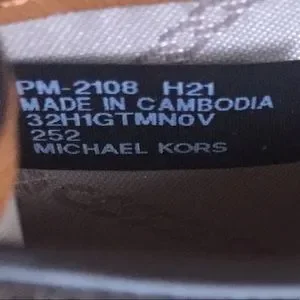 PM-2108 H21
MADE IN CAMBODIA
32H1GTMN0V
252
MICHAEL KORS